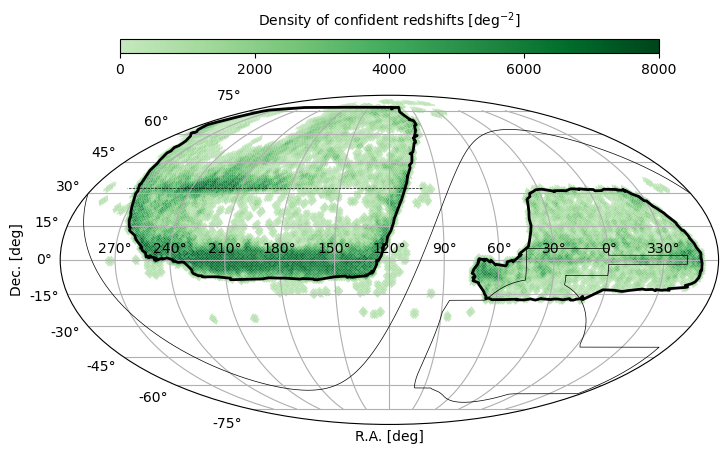 Density of confident redshifts [deg⁻²]
0 2000 4000 6000 8000
75°
60°
45°
30°
15°
270° 240° 210° 180° 150° 120° 90° 60° 30° 0° 330°
0°
-15°
-30°
-45°
-60°
-75°
Dec. [deg]
R.A. [deg]